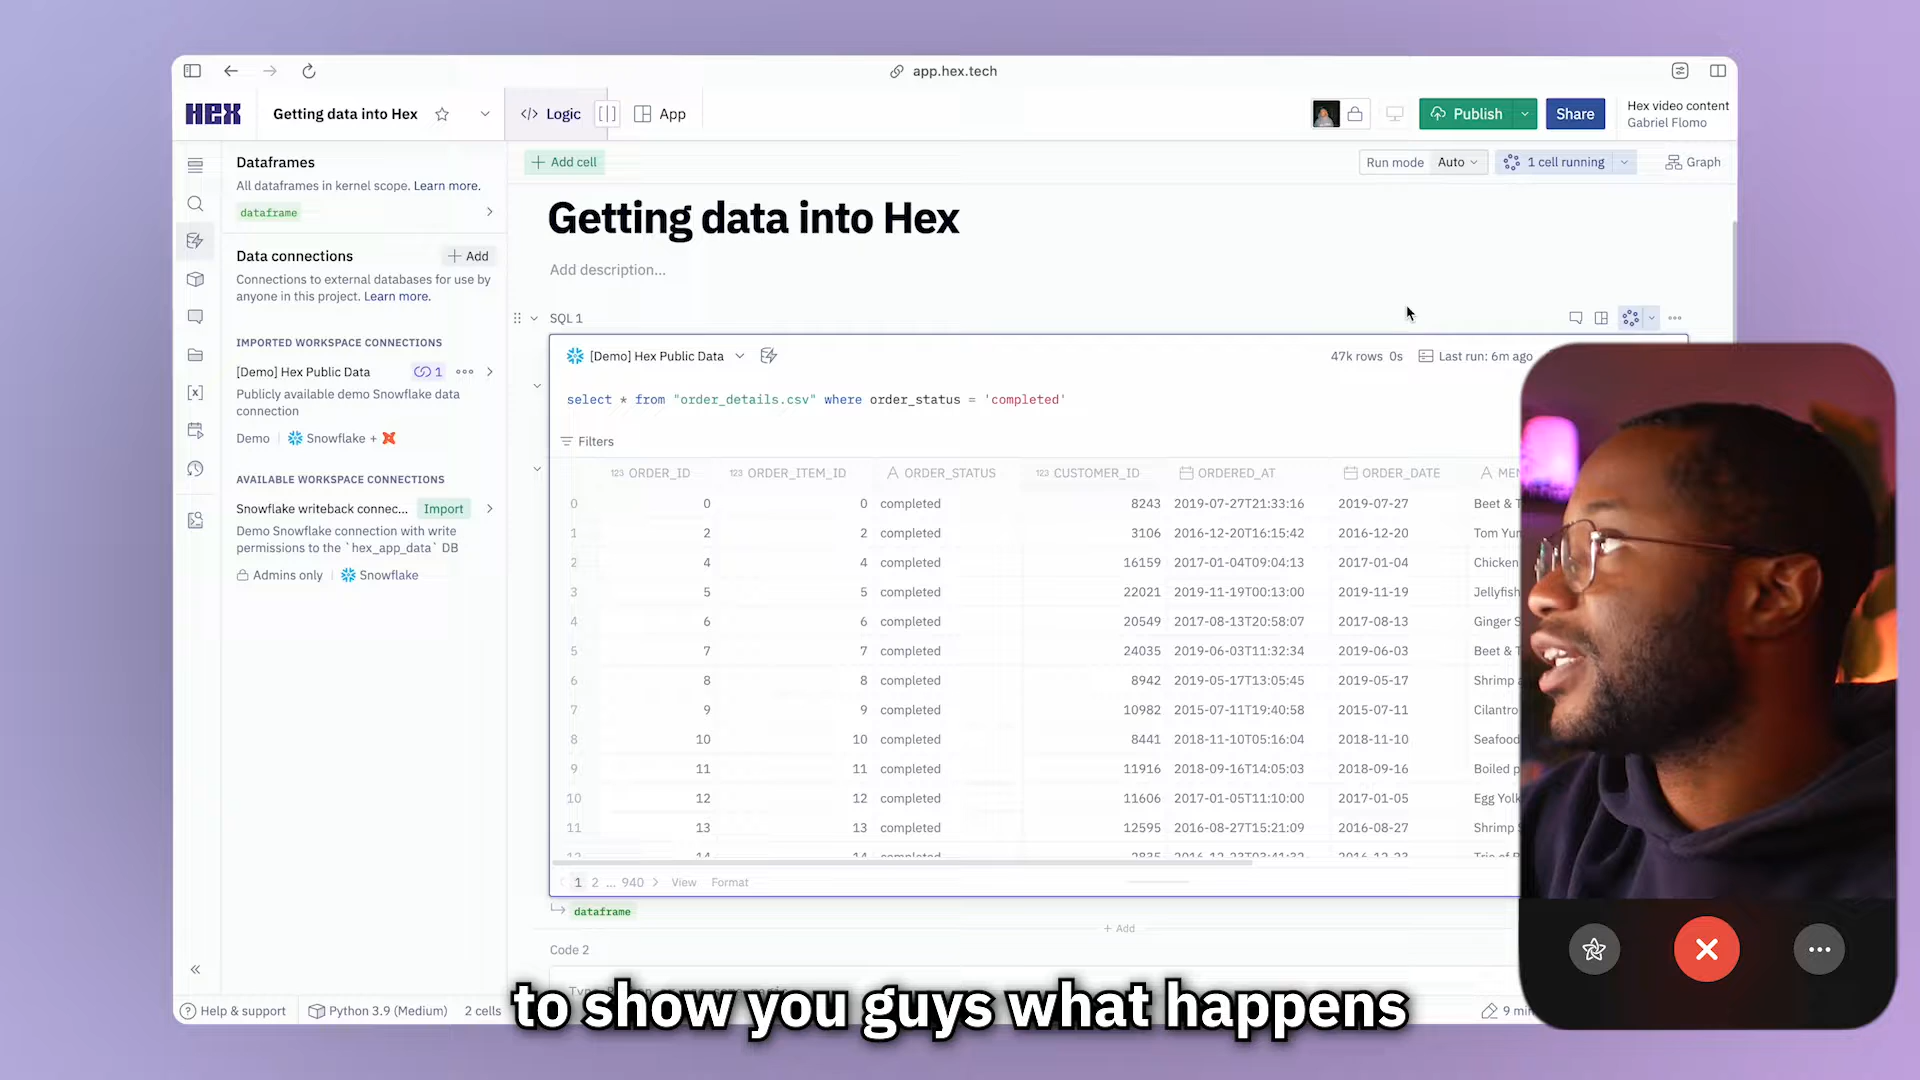 app.hex.tech
HEX
Getting data into Hex
Logic
App
Publish
Share
Hex video content
Gabriel Flomo
Dataframes
All dataframes in kernel scope. Learn more.
dataframe
Data connections
Add
Connections to external databases for use by
anyone in this project. Learn more.
IMPORTED WORKSPACE CONNECTIONS
[Demo] Hex Public Data
1
Publicly available demo Snowflake data
connection
Demo
Snowflake +
AVAILABLE WORKSPACE CONNECTIONS
Snowflake writeback connec...
Import
Demo Snowflake connection with write
permissions to the `hex_app_data` DB
Admins only
Snowflake
Add cell
Run mode
Auto
1 cell running
Graph
Getting data into Hex
Add description...
SQL 1
[Demo] Hex Public Data
47k rows 0s
Last run: 6m ago
select * from "order_details.csv" where order_status = 'completed'
Filters
123 ORDER_ID 123 ORDER_ITEM_ID ORDER_STATUS 123 CUSTOMER_ID ORDERED_AT ORDER_DATE
0 0 0 completed 8243 2019-07-27T21:33:16 2019-07-27 Beet &
1 2 2 completed 3106 2016-12-20T16:15:42 2016-12-20 Tom
2 4 4 completed 16159 2017-01-04T09:04:13 2017-01-04 Chicken
3 5 5 completed 22021 2019-11-19T00:13:00 2019-11-19 Jellyfish
4 6 6 completed 20549 2017-08-13T20:58:07 2017-08-13 Ginger
5 7 7 completed 24035 2019-06-03T11:32:34 2019-06-03 Beet &
6 8 8 completed 8942 2019-05-17T13:05:45 2019-05-17 Shrimp
7 9 9 completed 10982 2015-07-11T19:40:58 2015-07-11 Cilantro
8 10 10 completed 8441 2018-11-10T05:16:04 2018-11-10 Seafood
9 11 11 completed 11916 2018-09-16T14:05:03 2018-09-16 Boiled
10 12 12 completed 11606 2017-01-05T11:10:00 2017-01-05 Egg Yolk
11 13 13 completed 12595 2016-08-27T15:21:09 2016-08-27 Shrimp
1 2 ... 940
View
Format
dataframe
+ Add
Code 2
Help & support
Python 3.9 (Medium)
2 cells
to show you guys what happens